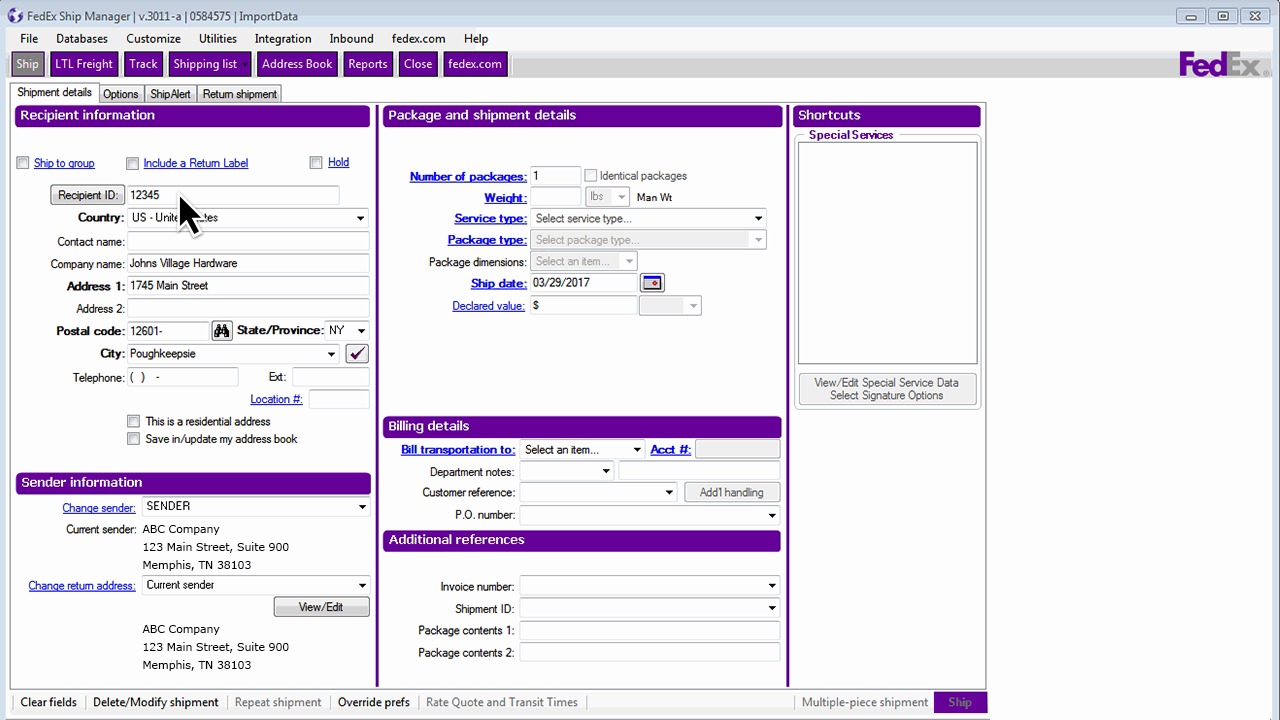 FedEx Ship Manager | v.3011-a | 0584575 | ImportData
File Databases Customize Utilities Integration Inbound fedex.com Help
Ship LTL Freight Track Shipping list Address Book Reports Close fedex.com
FedEx
Shipment details Options ShipAlert Return shipment
Recipient information
Ship to group Include a Return Label Hold
Recipient ID: 12345
Country: US - United States
Contact name:
Company name: Johns Village Hardware
Address 1: 1745 Main Street
Address 2:
Postal code: 12601- State/Province: NY
City: Poughkeepsie
Telephone: ( ) - Ext:
Location #:
This is a residential address
Save in/update my address book
Sender information
Change sender: SENDER
Current sender: ABC Company
123 Main Street, Suite 900
Memphis, TN 38103
Change return address: Current sender
View/Edit
ABC Company
123 Main Street, Suite 900
Memphis, TN 38103
Package and shipment details
Number of packages: 1 Identical packages
Weight: lbs Man Wt
Service type: Select service type...
Package type: Select package type...
Package dimensions: Select an item...
Ship date: 03/29/2017
Declared value: $
Billing details
Bill transportation to: Select an item... Acct #:
Department notes:
Customer reference: Add'l handling
P.O. number:
Additional references
Invoice number:
Shipment ID:
Package contents 1:
Package contents 2:
Shortcuts
Special Services
View/Edit Special Service Data
Select Signature Options
Clear fields Delete/Modify shipment Repeat shipment Override prefs Rate Quote and Transit Times Multiple-piece shipment Ship